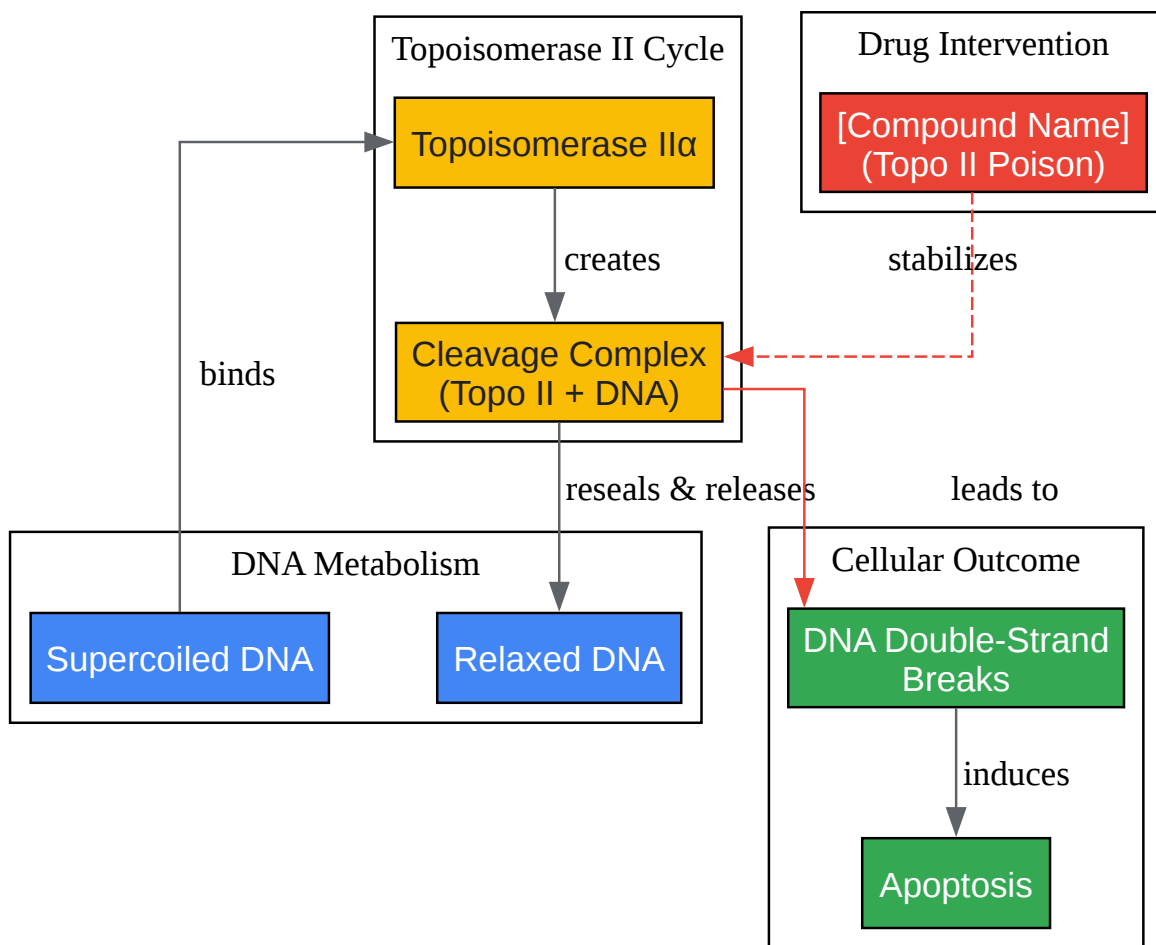 Topoisomerase II Cycle
Drug Intervention
Topoisomerase IIα
[Compound Name]
(Topo II Poison)
creates
stabilizes
Cleavage Complex
(Topo II + DNA)
binds
reseals & releases
leads to
DNA Metabolism
Cellular Outcome
Supercoiled DNA
Relaxed DNA
DNA Double-Strand
Breaks
induces
Apoptosis